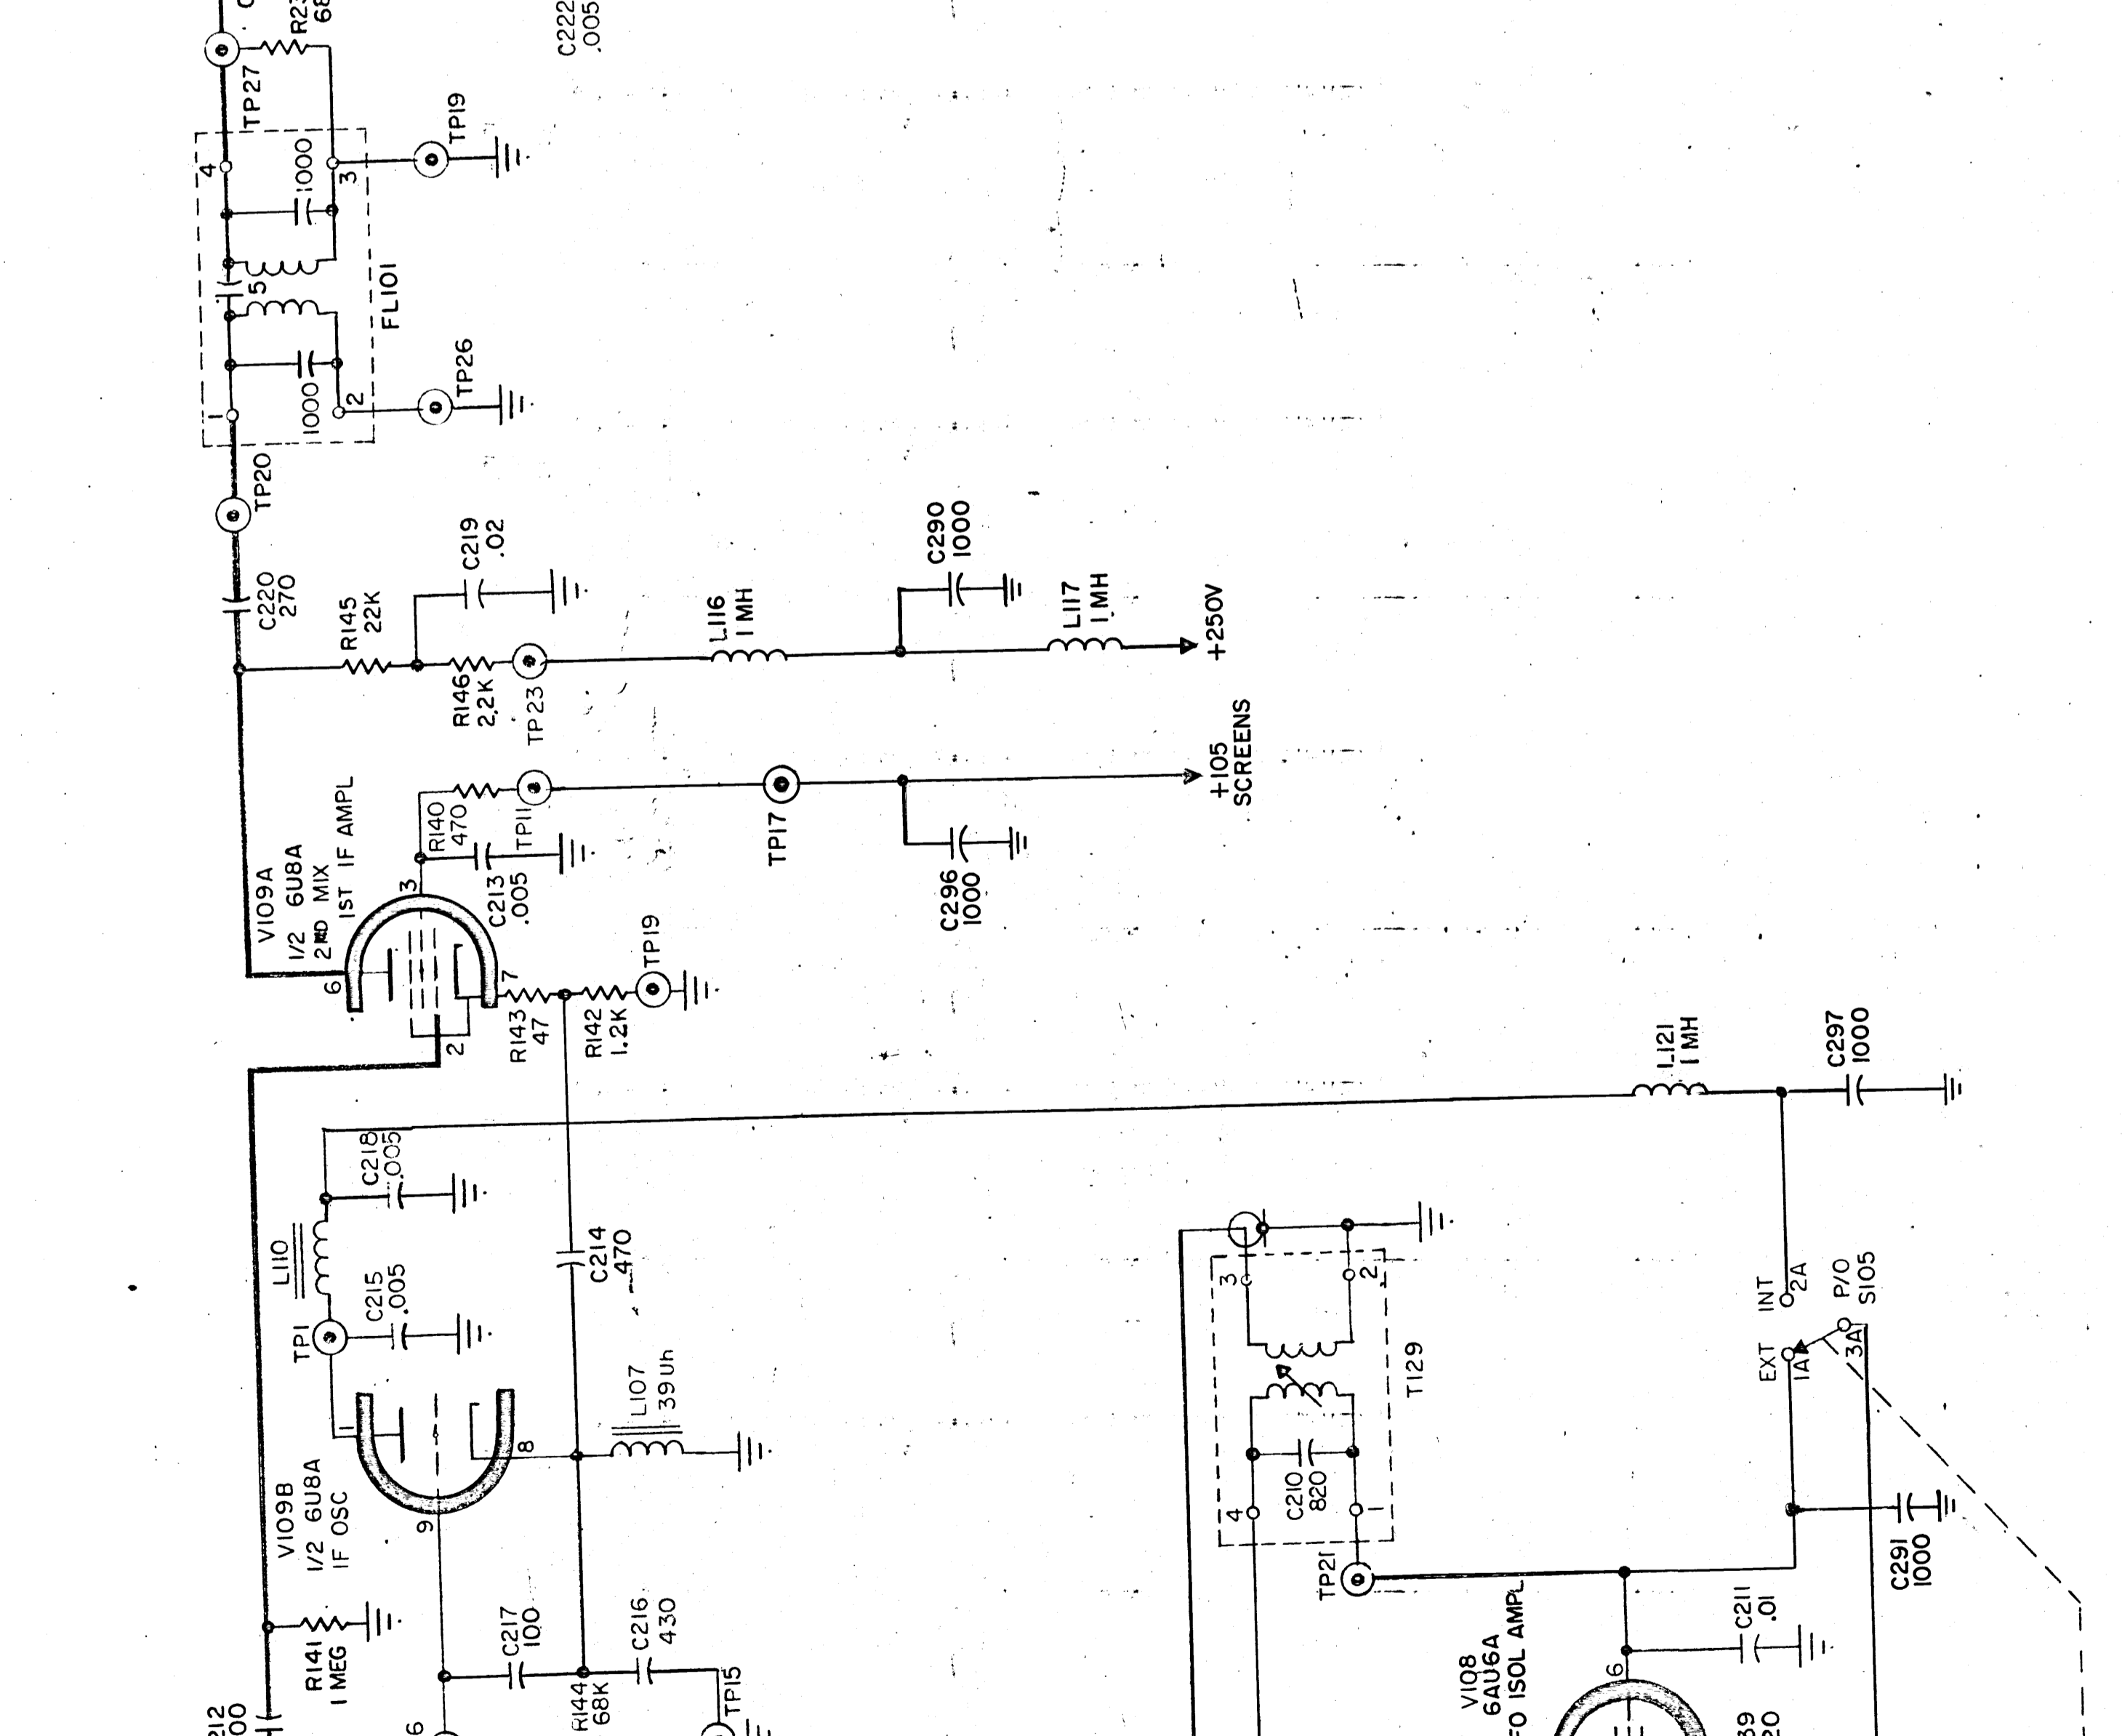 C222
.005
TP27
4
1000
3
TP19
5
FL101
1
1000
2
TP26
TP20
C220
270
R145
22K
C219
.02
R146
2.2K
TP23
L116
1 MH
C290
1000
L117
1 MH
+250V
V109A
1/2 6U8A
2ND MIX
1ST IF AMPL
6
3
2
7
R140
470
TP11
C213
.005
TP17
C296
1000
+105
SCREENS
R143
47
R142
1.2K
TP19
L110
C218
.005
TP1
C215
.005
C214
470
L121
1 MH
C297
1000
V109B
1/2 6U8A
IF OSC
1
9
8
L107
39Uh
R141
1 MEG
C217
100
R144
68K
C216
430
TP15
3
2
T129
C210
820
4
1
TP21
INT
2A
P/O
S105
EXT
1A
3A
C291
1000
C211
.01
V108
6AU6A
FO ISOL AMPL
6